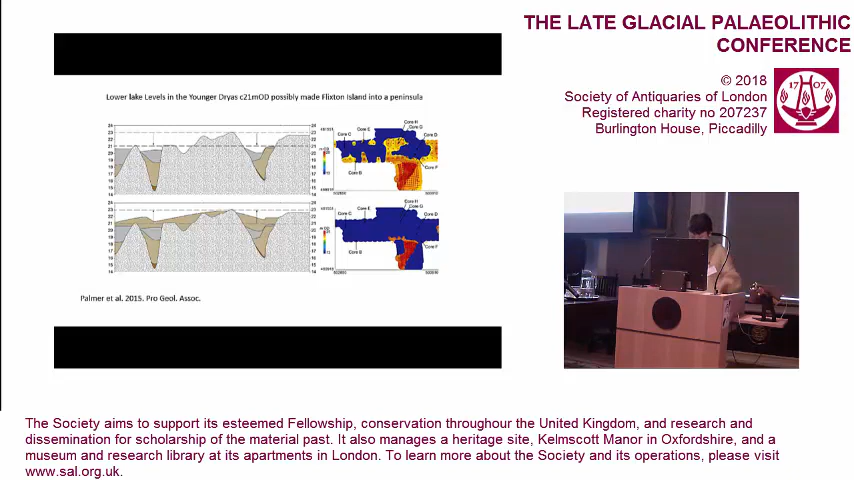 THE LATE GLACIAL PALAEOLITHIC
CONFERENCE
© 2018
Society of Antiquaries of London
Registered charity no 207237
Burlington House, Piccadilly
1707
Lower lake Levels in the Younger Dryas c21mOD possibly made Flixton Island into a peninsula
Core H
Core G
Core E
Core C
Core D
Core F
Core B
Core H
Core G
Core E
Core C
Core D
Core F
Core B
Palmer et al. 2015. Pro Geol. Assoc.
The Society aims to support its esteemed Fellowship, conservation throughour the United Kingdom, and research and
dissemination for scholarship of the material past. It also manages a heritage site, Kelmscott Manor in Oxfordshire, and a
museum and research library at its apartments in London. To learn more about the Society and its operations, please visit
www.sal.org.uk.